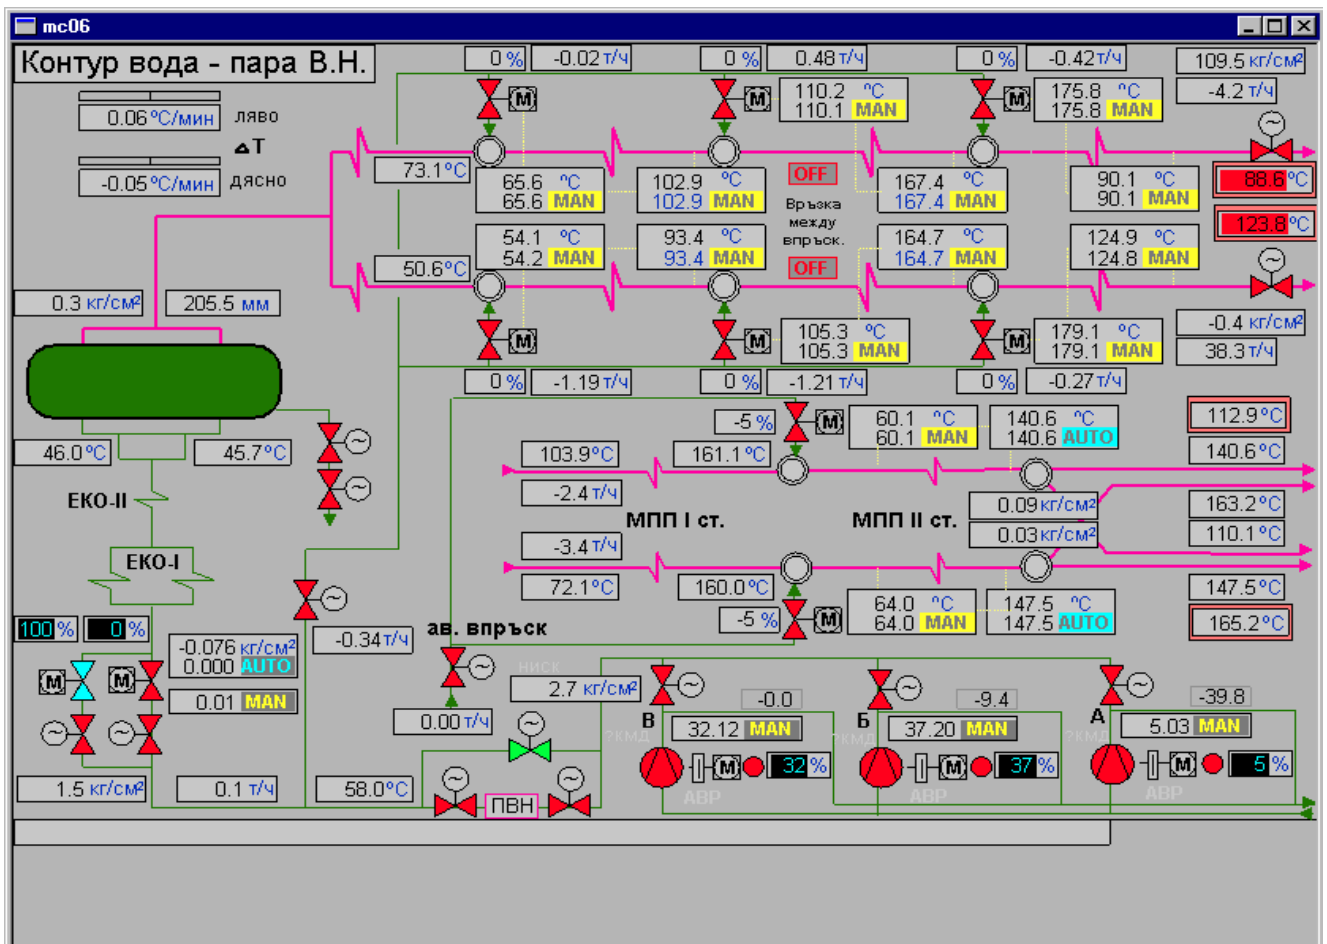 mc06
Контур вода - пара В.Н.
0 % -0.02 т/ч 0 % 0.48 т/ч 0 % -0.42 т/ч 109.5 кг/см²
-4.2 т/ч
0.06 °C/мин ляво
ΔT
-0.05 °C/мин дясно
M M 110.2 °C M 175.8 °C
110.1 MAN 175.8 MAN
73.1 °C
65.6 °C 102.9 °C OFF 167.4 °C 90.1 °C 88.6 °C
65.6 MAN 102.9 MAN 167.4 MAN 90.1 MAN
Връзка
между
впръск.
123.8 °C
54.1 °C 93.4 °C 164.7 °C 124.9 °C
54.2 MAN 93.4 MAN 164.7 MAN 124.8 MAN
50.6 °C OFF
0.3 кг/см² 205.5 мм
-0.4 кг/см²
M M 105.3 °C M 179.1 °C
105.3 MAN 179.1 MAN
38.3 т/ч
0 % -1.19 т/ч 0 % -1.21 т/ч 0 % -0.27 т/ч
-5 % M 60.1 °C 140.6 °C 112.9 °C
60.1 MAN 140.6 AUTO
46.0 °C 45.7 °C 103.9 °C 161.1 °C 140.6 °C
-2.4 т/ч
ЕКО-II
0.09 кг/см² 163.2 °C
МПП I ст. МПП II ст.
0.03 кг/см² 110.1 °C
-3.4 т/ч
ЕКО-I
72.1 °C 160.0 °C 147.5 °C
64.0 °C 147.5 °C
64.0 MAN 147.5 AUTO
-5 % M 165.2 °C
100 % 0 %
ав. впръск
-0.076 кг/см² -0.34 т/ч
0.000 AUTO
M M
0.01 MAN
ниск
2.7 кг/см²
0.00 т/ч
-0.0 -9.4 -39.8
В Б А
32.12 MAN 37.20 MAN 5.03 MAN
?КМД ?КМД ?КМД
M 32 % M 37 % M 5 %
АВР АВР АВР
1.5 кг/см² 0.1 т/ч 58.0 °C
ПВН